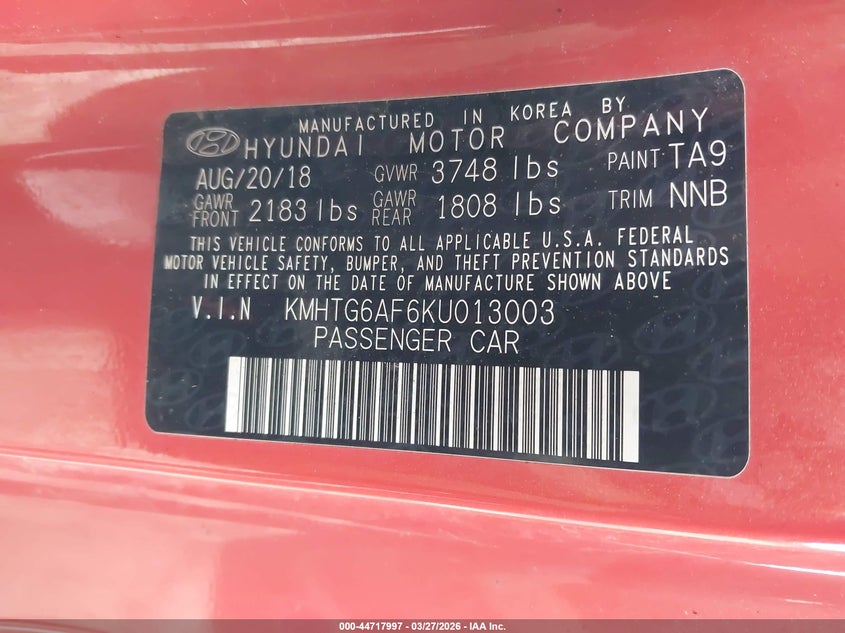 MANUFACTURED IN KOREA BY
HYUNDAI MOTOR COMPANY
AUG/20/18 GVWR 3748 lbs PAINT TA9
GAWR FRONT 2183 lbs GAWR REAR 1808 lbs TRIM NNB
THIS VEHICLE CONFORMS TO ALL APPLICABLE U.S.A. FEDERAL
MOTOR VEHICLE SAFETY, BUMPER, AND THEFT PREVENTION STANDARDS
IN EFFECT ON THE DATE OF MANUFACTURE SHOWN ABOVE
V.I.N KMHTG6AF6KU013003
PASSENGER CAR
000-44717997 - 03/27/2026 - IAA Inc.